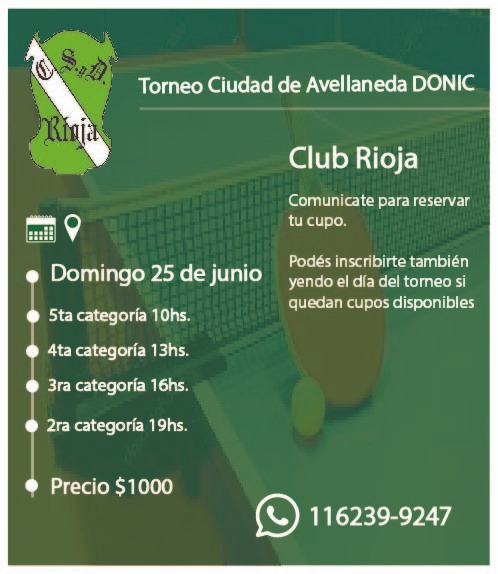 C. S. y D.
Rioja
Torneo Ciudad de Avellaneda DONIC
Club Rioja
Comunicate para reservar
tu cupo.
Podés inscribirte también
yendo el día del torneo si
quedan cupos disponibles
Domingo 25 de junio
5ta categoría 10hs.
4ta categoría 13hs.
3ra categoría 16hs.
2ra categoría 19hs.
Precio $1000
116239-9247